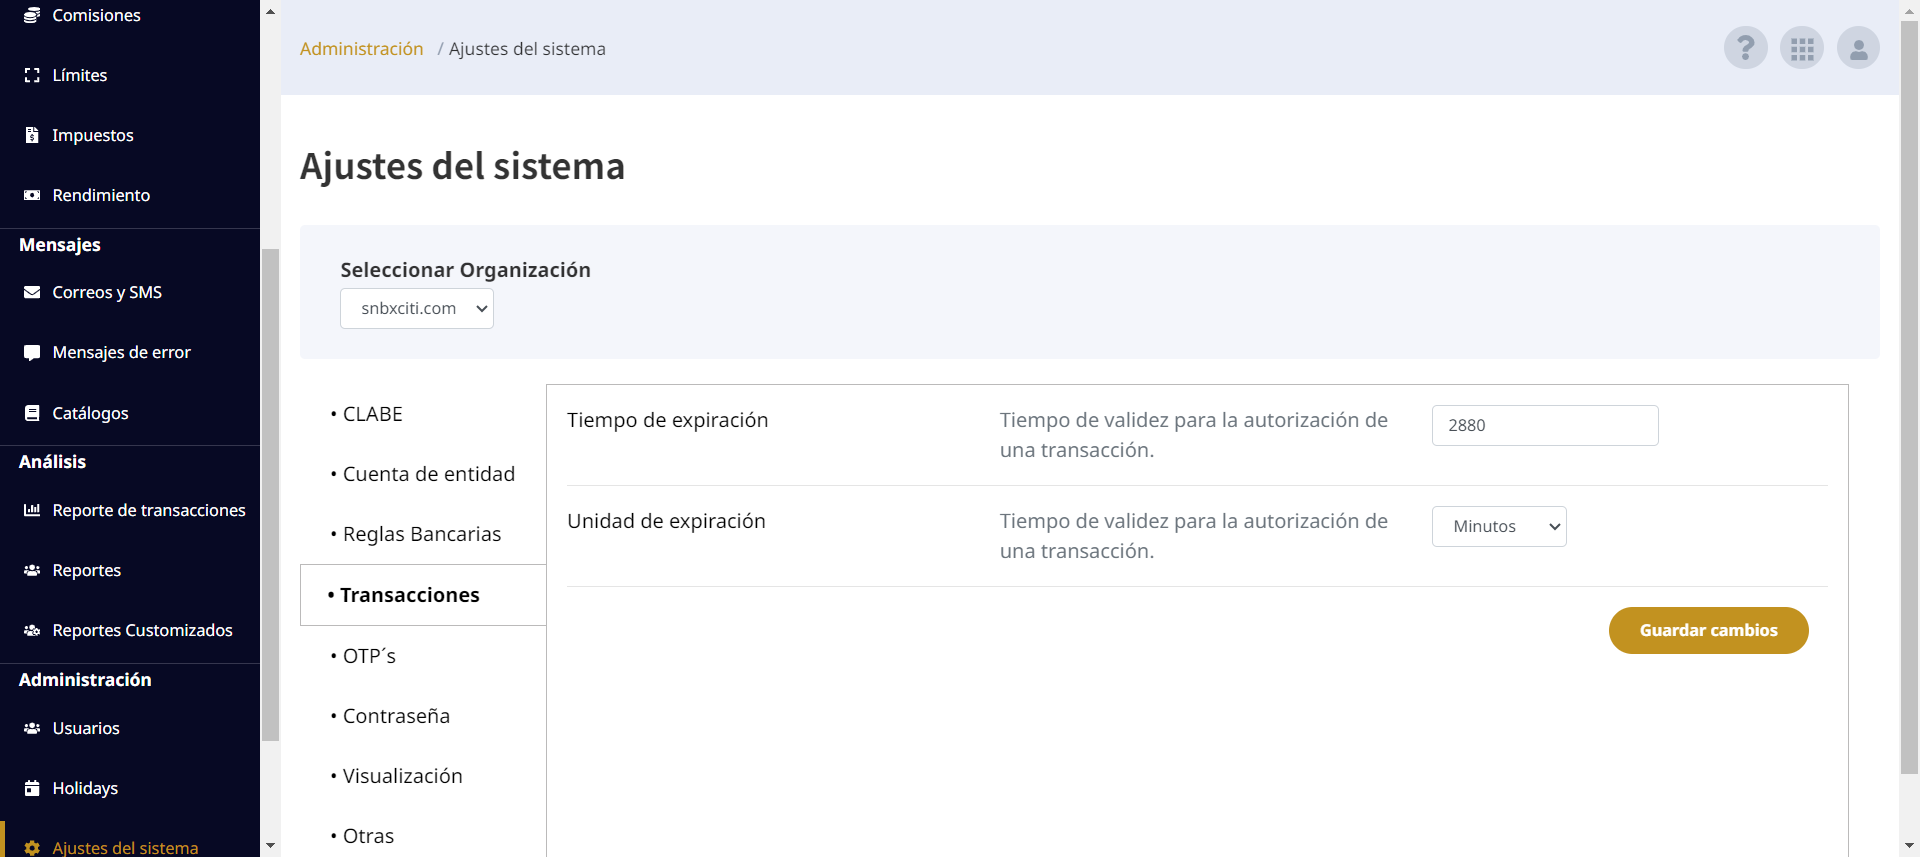 Comisiones
Límites
Impuestos
Rendimiento
Mensajes
Correos y SMS
Mensajes de error
Catálogos
Análisis
Reporte de transacciones
Reportes
Reportes Customizados
Administración
Usuarios
Holidays
Ajustes del sistema
Administración / Ajustes del sistema
?
Ajustes del sistema
Seleccionar Organización
snbxciti.com
• CLABE
• Cuenta de entidad
• Reglas Bancarias
• Transacciones
• OTP´s
• Contraseña
• Visualización
• Otras
Tiempo de expiración
Tiempo de validez para la autorización de
una transacción.
2880
Unidad de expiración
Tiempo de validez para la autorización de
una transacción.
Minutos
Guardar cambios